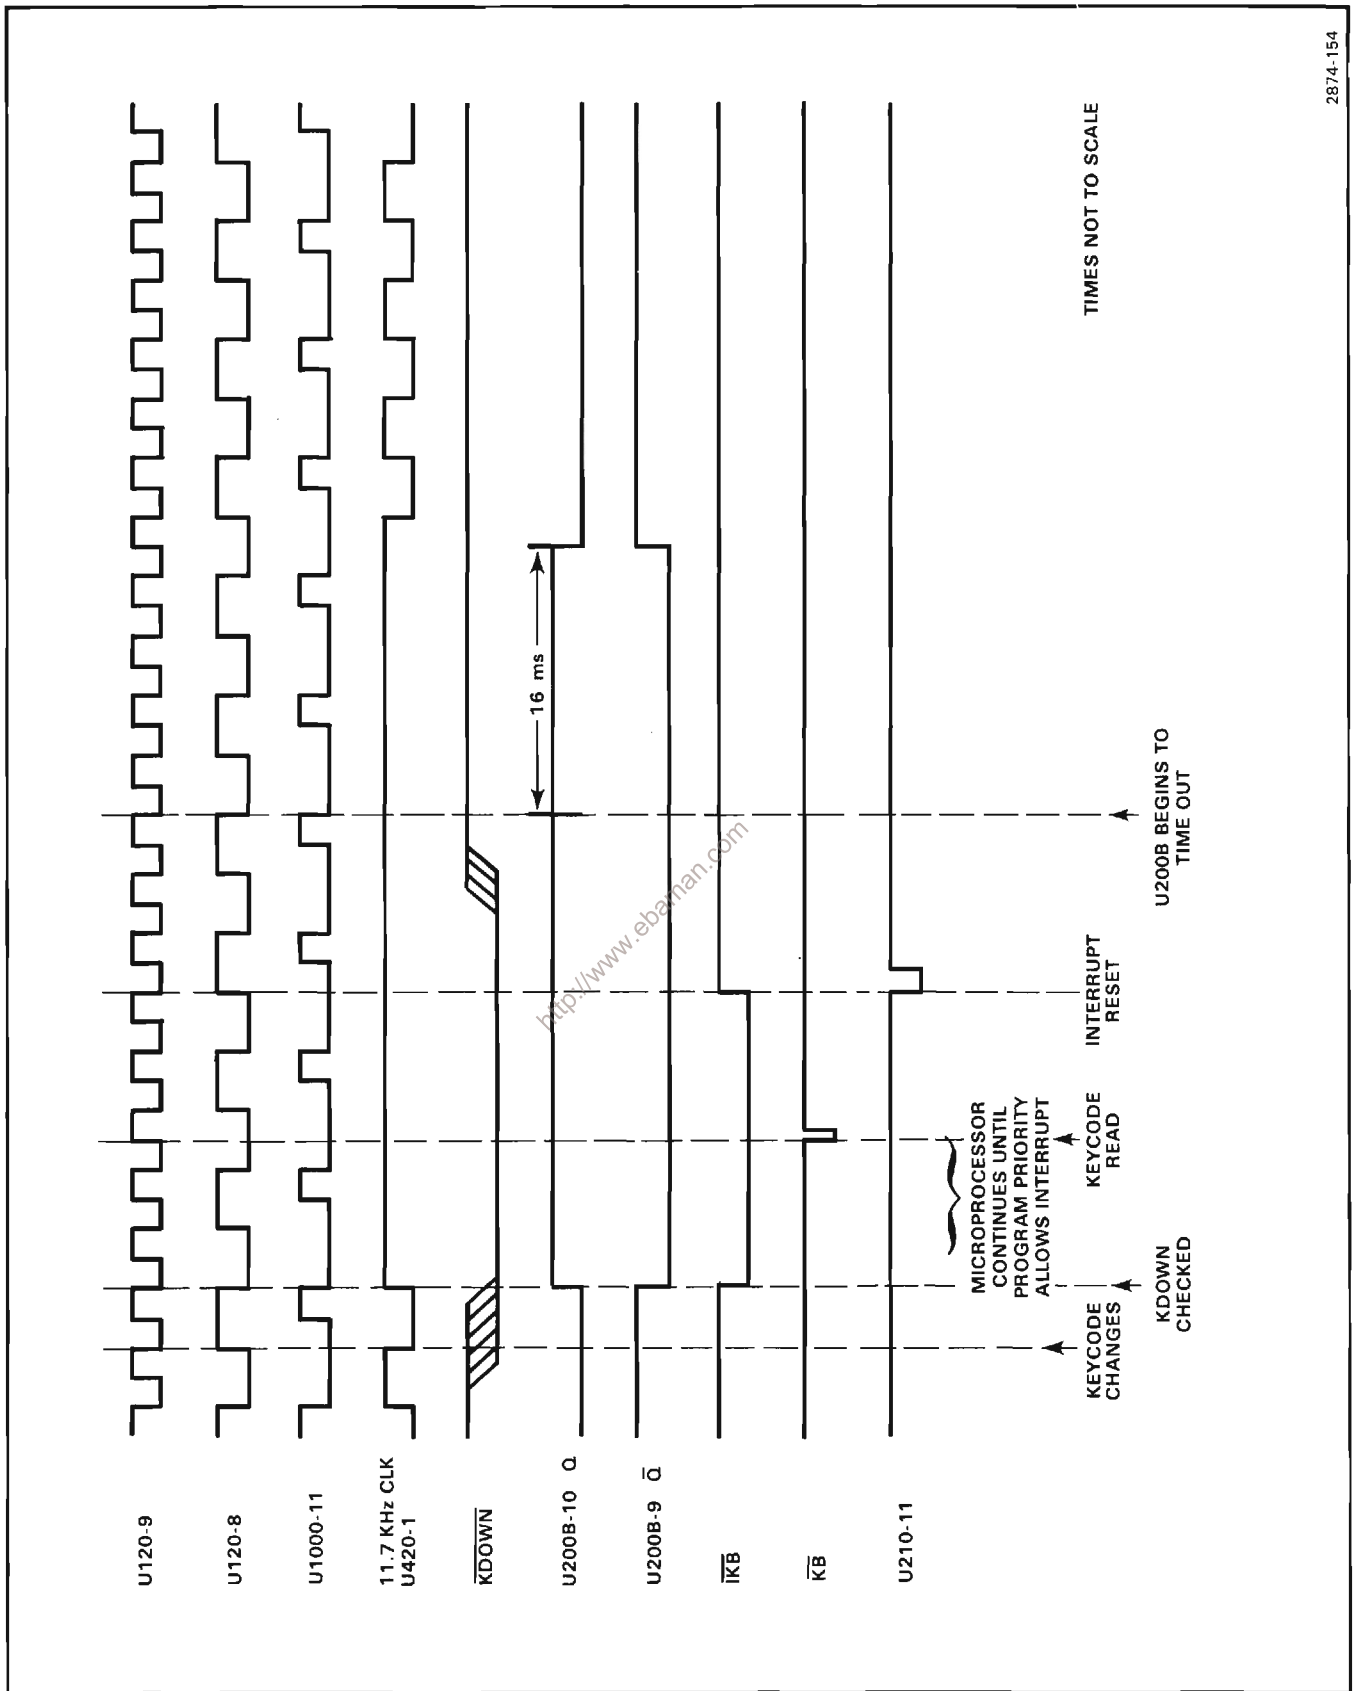 U120-9
U120-8
U1000-11
11.7 KHz CLK
U420-1
KDOWN
U200B-10 Q
U200B-9 Q
IKB
KB
U210-11
16 ms
KEYCODE
CHANGES
KDOWN
CHECKED
MICROPROCESSOR
CONTINUES UNTIL
PROGRAM PRIORITY
ALLOWS INTERRUPT
KEYCODE
READ
INTERRUPT
RESET
U200B BEGINS TO
TIME OUT
TIMES NOT TO SCALE
2874-154
http://www.ebaman.com